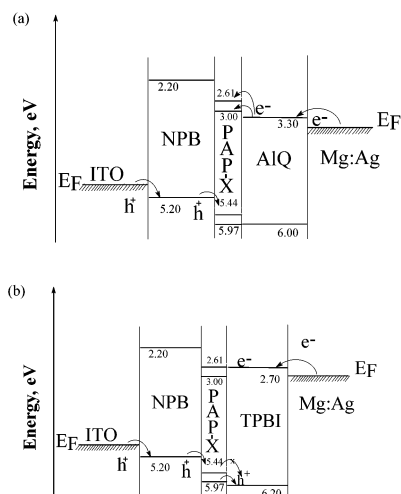 (a)
Energy, eV
2.20
2.61
3.00
e-
e-
3.30
EF
NPB
PAP-X
AlQ
Mg:Ag
EF
ITO
h+
5.20
h+
5.44
5.97
6.00
(b)
Energy, eV
2.20
2.61
e-
e-
3.00
2.70
EF
NPB
PAP-X
TPBI
Mg:Ag
EF
ITO
h+
5.20
h+
5.44
5.97
h+
6.20